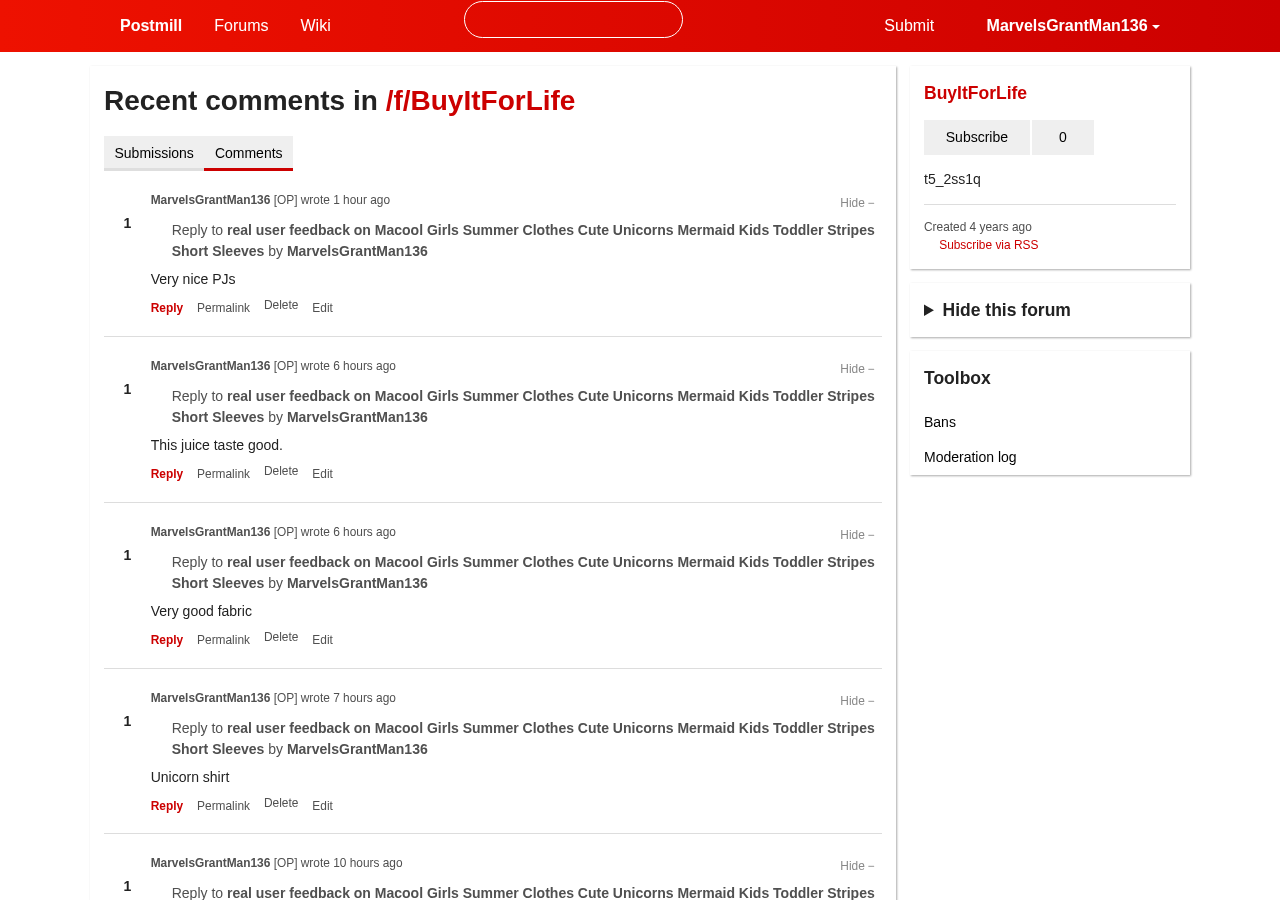 Postmill Forums Wiki Submit MarvelsGrantMan136
Recent comments in /f/BuyItForLife
Submissions Comments
MarvelsGrantMan136 [OP] wrote 1 hour ago Hide −
1
Reply to real user feedback on Macool Girls Summer Clothes Cute Unicorns Mermaid Kids Toddler Stripes
Short Sleeves by MarvelsGrantMan136
Very nice PJs
Reply Permalink Delete Edit
MarvelsGrantMan136 [OP] wrote 6 hours ago Hide −
1
Reply to real user feedback on Macool Girls Summer Clothes Cute Unicorns Mermaid Kids Toddler Stripes
Short Sleeves by MarvelsGrantMan136
This juice taste good.
Reply Permalink Delete Edit
MarvelsGrantMan136 [OP] wrote 6 hours ago Hide −
1
Reply to real user feedback on Macool Girls Summer Clothes Cute Unicorns Mermaid Kids Toddler Stripes
Short Sleeves by MarvelsGrantMan136
Very good fabric
Reply Permalink Delete Edit
MarvelsGrantMan136 [OP] wrote 7 hours ago Hide −
1
Reply to real user feedback on Macool Girls Summer Clothes Cute Unicorns Mermaid Kids Toddler Stripes
Short Sleeves by MarvelsGrantMan136
Unicorn shirt
Reply Permalink Delete Edit
MarvelsGrantMan136 [OP] wrote 10 hours ago Hide −
1
Reply to real user feedback on Macool Girls Summer Clothes Cute Unicorns Mermaid Kids Toddler Stripes
BuyItForLife
Subscribe 0
t5_2ss1q
Created 4 years ago
Subscribe via RSS
Hide this forum
Toolbox
Bans
Moderation log